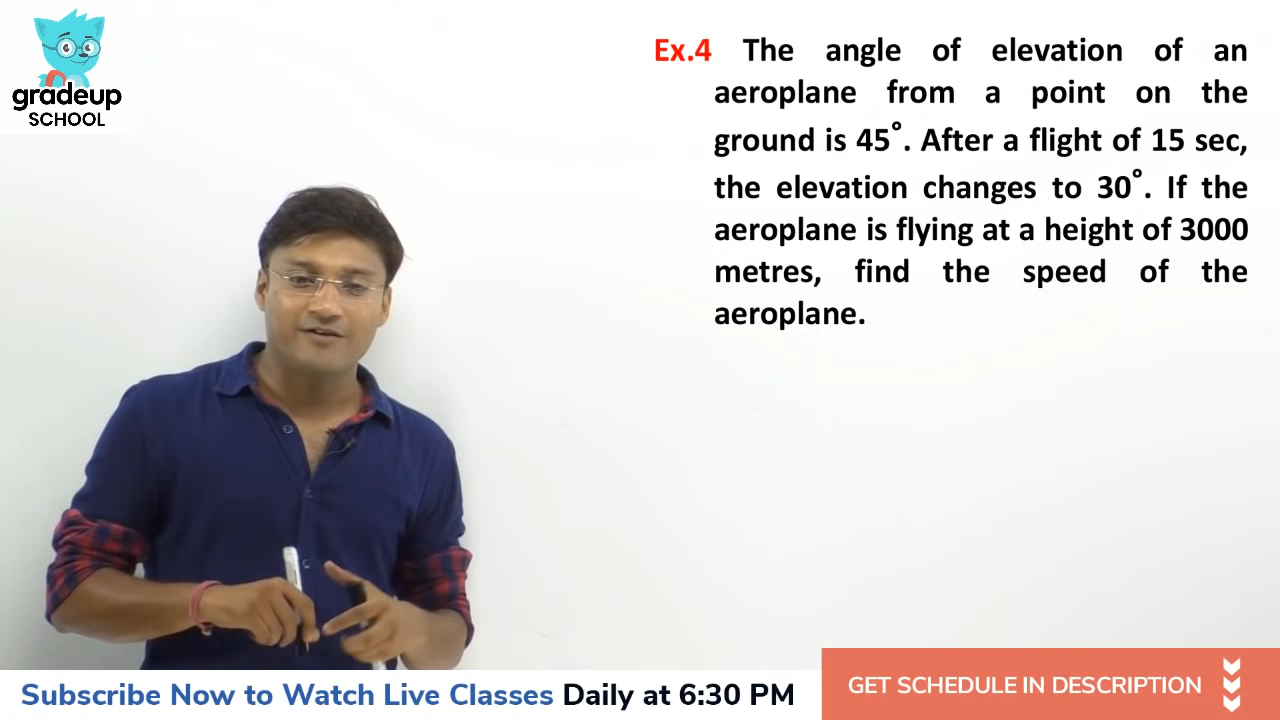 gradeup
SCHOOL
Ex.4 The angle of elevation of an
aeroplane from a point on the
ground is 45˚. After a flight of 15 sec,
the elevation changes to 30˚. If the
aeroplane is flying at a height of 3000
metres, find the speed of the
aeroplane.
Subscribe Now to Watch Live Classes Daily at 6:30 PM
GET SCHEDULE IN DESCRIPTION